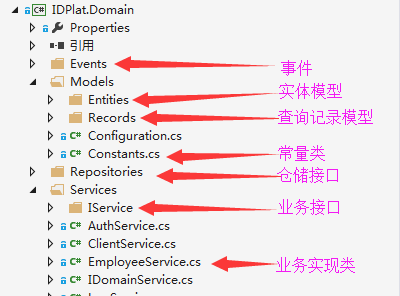 IDPlat.Domain
Properties
引用
Events 事件
Models
Entities 实体模型
Records 查询记录模型
Configuration.cs
Constants.cs 常量类
Repositories 仓储接口
Services
IService 业务接口
AuthService.cs
ClientService.cs
EmployeeService.cs 业务实现类
IDomainService.cs